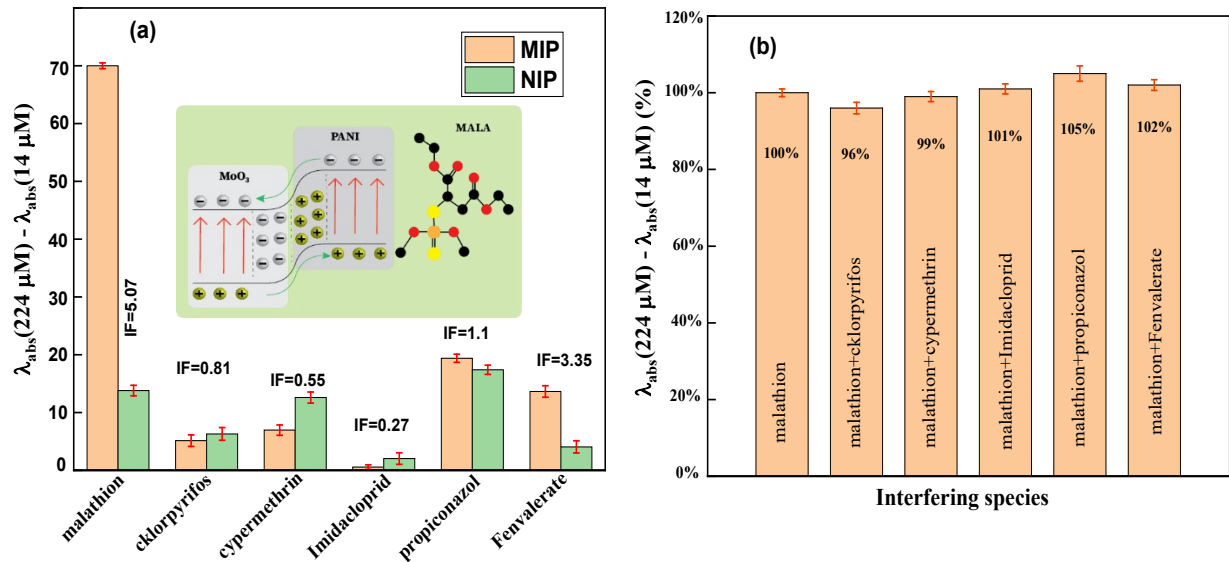 (a)
MIP
NIP
λabs(224 µM) - λabs(14 µM)
70
60
50
40
30
20
10
0
PANI
MoO3
MALA
IF=5.07
IF=0.81
IF=0.55
IF=0.27
IF=1.1
IF=3.35
malathion
cklorpyrifos
cypermethrin
Imidacloprid
propiconazol
Fenvalerate
(b)
λabs(224 µM) - λabs(14 µM) (%)
120%
100%
80%
60%
40%
20%
0%
100%
96%
99%
101%
105%
102%
malathion
malathion+cklorpyrifos
malathion+cypermethrin
malathion+Imidacloprid
malathion+propiconazol
malathion+Fenvalerate
Interfering species